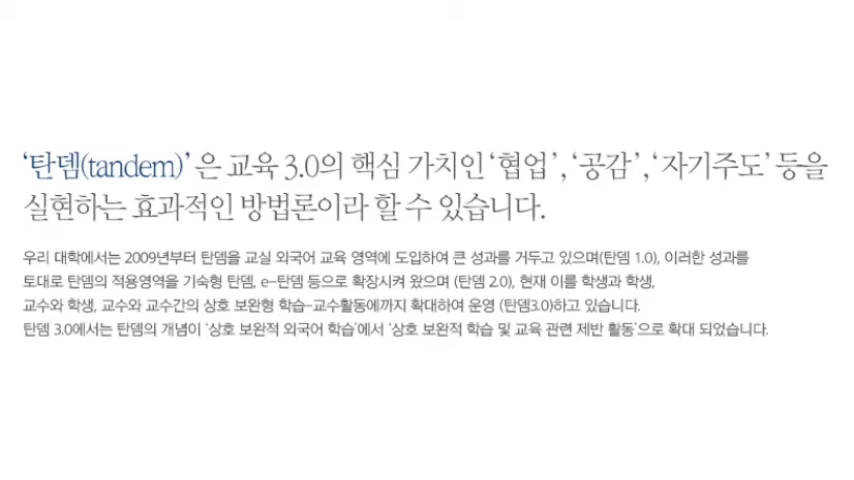 ‘탄뎀(tandem)’은 교육 3.0의 핵심 가치인 ‘협업’, ‘공감’, ‘자기주도’ 등을
실현하는 효과적인 방법론이라 할 수 있습니다.
우리 대학에서는 2009년부터 탄뎀을 교실 외국어 교육 영역에 도입하여 큰 성과를 거두고 있으며(탄뎀 1.0), 이러한 성과를
토대로 탄뎀의 적용영역을 기숙형 탄뎀, e-탄뎀 등으로 확장시켜 왔으며 (탄뎀 2.0), 현재 이를 학생과 학생,
교수와 학생, 교수와 교수간의 상호 보완형 학습-교수활동에까지 확대하여 운영 (탄뎀3.0)하고 있습니다.
탄뎀 3.0에서는 탄뎀의 개념이 '상호 보완적 외국어 학습'에서 '상호 보완적 학습 및 교육 관련 제반 활동'으로 확대 되었습니다.